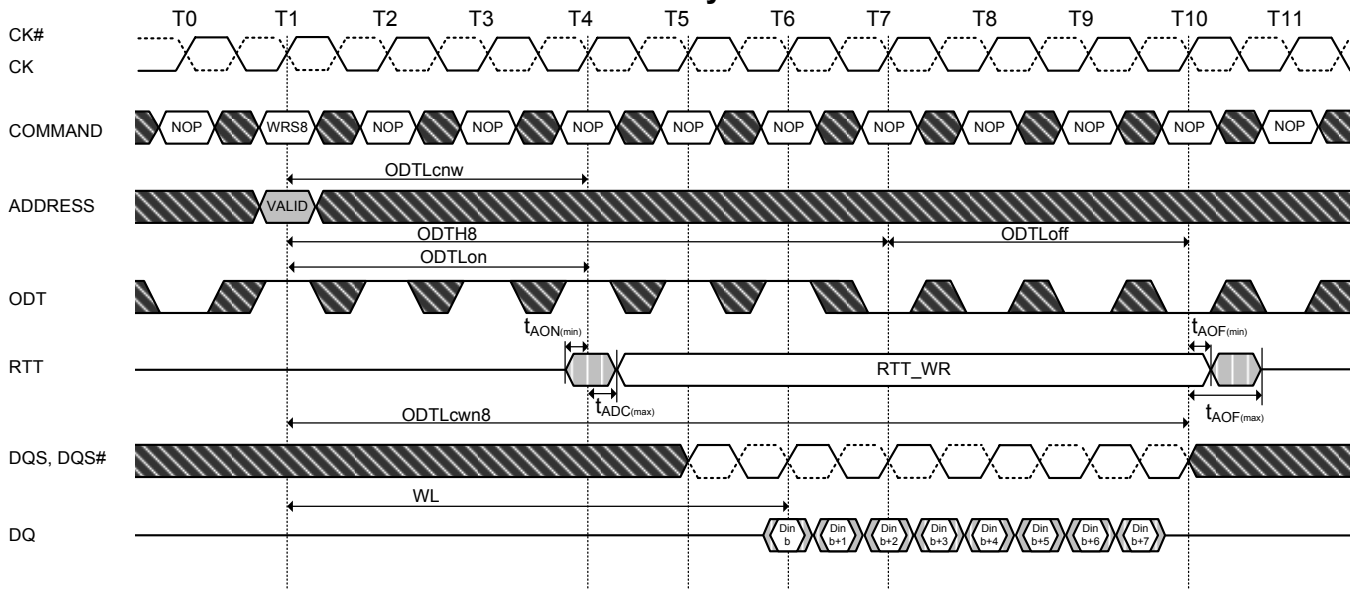 T0 T1 T2 T3 T4 T5 T6 T7 T8 T9 T10 T11
CK#
CK
COMMAND NOP WRS8 NOP NOP NOP NOP NOP NOP NOP NOP NOP NOP
ODTLcnw
ADDRESS VALID
ODTH8 ODTLoff
ODTLon
ODT
tAON(min) tAOF(min)
RTT RTT_WR
tADC(max) tAOF(max)
ODTLcwn8
DQS, DQS#
WL
DQ Din b Din b+1 Din b+2 Din b+3 Din b+4 Din b+5 Din b+6 Din b+7